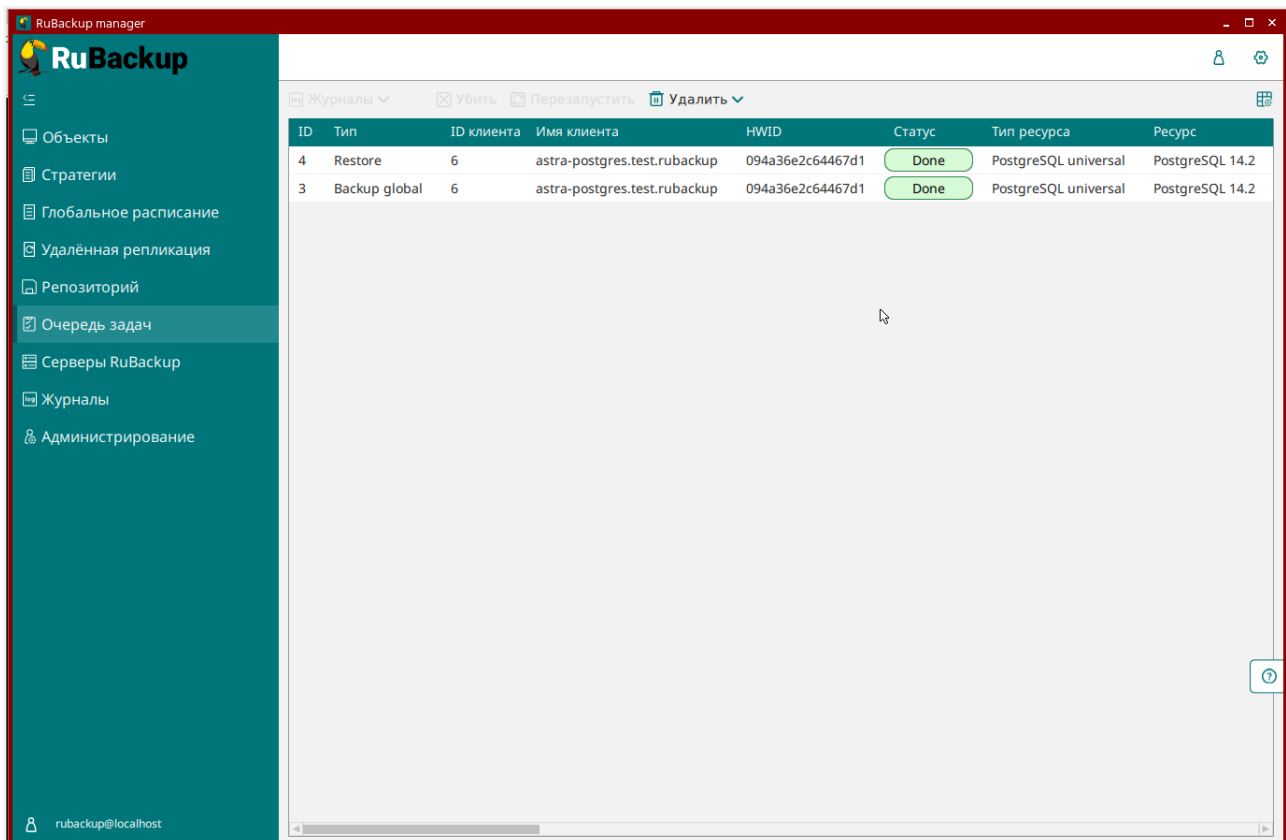 RuBackup manager
RuBackup
Журналы Убить Перезапустить Удалить
Объекты
Стратегии
Глобальное расписание
Удалённая репликация
Репозиторий
Очередь задач
Серверы RuBackup
Журналы
Администрирование
rubackup@localhost
ID Тип ID клиента Имя клиента HWID Статус Тип ресурса Ресурс
4 Restore 6 astra-postgres.test.rubackup 094a36e2c64467d1 Done PostgreSQL universal PostgreSQL 14.2
3 Backup global 6 astra-postgres.test.rubackup 094a36e2c64467d1 Done PostgreSQL universal PostgreSQL 14.2